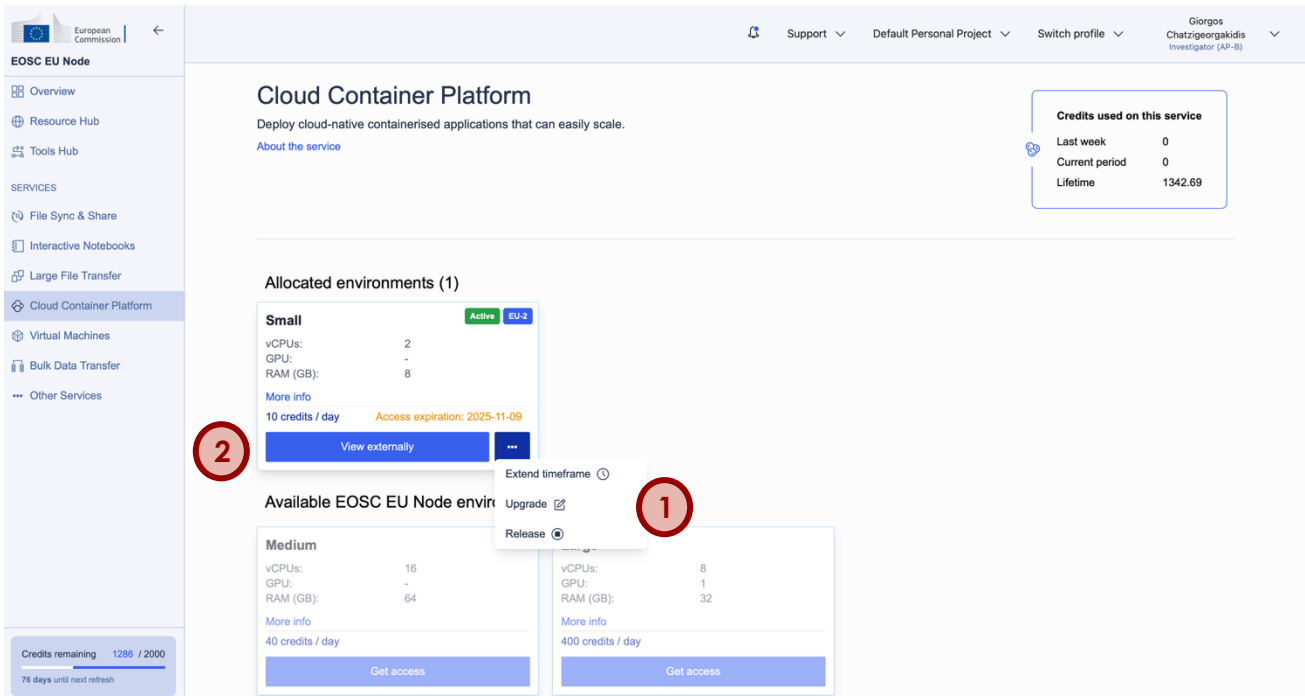 European
Commission
EOSC EU Node
Overview
Resource Hub
Tools Hub
SERVICES
File Sync & Share
Interactive Notebooks
Large File Transfer
Cloud Container Platform
Virtual Machines
Bulk Data Transfer
Other Services
Credits remaining 1286 / 2000
76 days until next refresh
Support
Default Personal Project
Switch profile
Giorgos
Chatzigeorgakidis
Investigator (AP-B)
Cloud Container Platform
Deploy cloud-native containerised applications that can easily scale.
About the service
Credits used on this service
Last week 0
Current period 0
Lifetime 1342.69
Allocated environments (1)
Small Active EU-2
vCPUs: 2
GPU: -
RAM (GB): 8
More info
10 credits / day Access expiration: 2025-11-09
2
View externally
Extend timeframe
Upgrade
Release
1
Available EOSC EU Node
Medium
vCPUs: 16
GPU: -
RAM (GB): 64
More info
40 credits / day
Get access
vCPUs: 8
GPU: 1
RAM (GB): 32
More info
400 credits / day
Get access